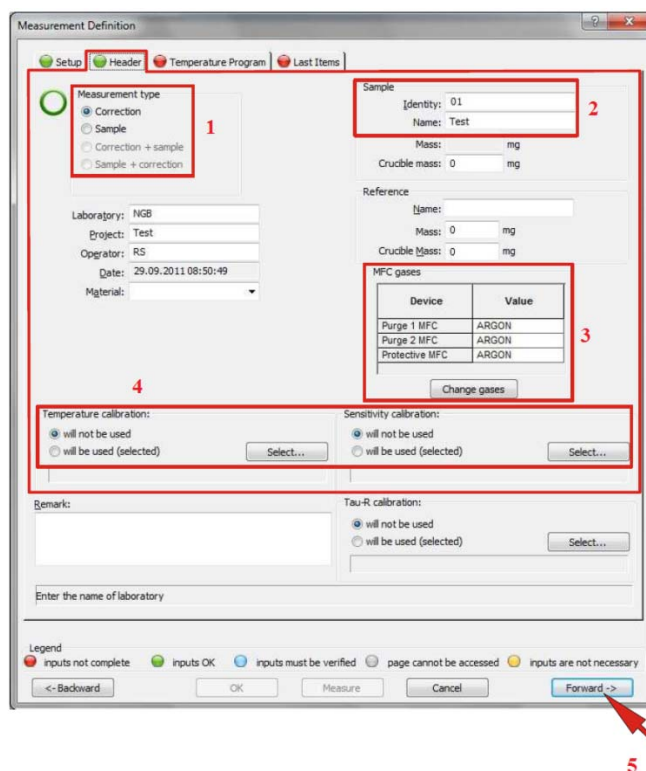 Measurement Definition
Setup Header Temperature Program Last Items
Measurement type
Correction
Sample
Correction + sample
Sample + correction
1
Sample
Identity: 01
Name: Test
2
Mass: mg
Crucible mass: 0 mg
Laboratory: NGB
Project: Test
Operator: RS
Date: 29.09.2011 08:50:49
Material:
Reference
Name:
Mass: 0 mg
Crucible Mass: 0 mg
MFC gases
Device Value
Purge 1 MFC ARGON
Purge 2 MFC ARGON
Protective MFC ARGON
Change gases
3
4
Temperature calibration:
will not be used
will be used (selected) Select...
Sensitivity calibration:
will not be used
will be used (selected) Select...
Remark:
Tau-R calibration:
will not be used
will be used (selected) Select...
Enter the name of laboratory
Legend
inputs not complete inputs OK inputs must be verified page cannot be accessed inputs are not necessary
<- Backward OK Measure Cancel Forward ->
5